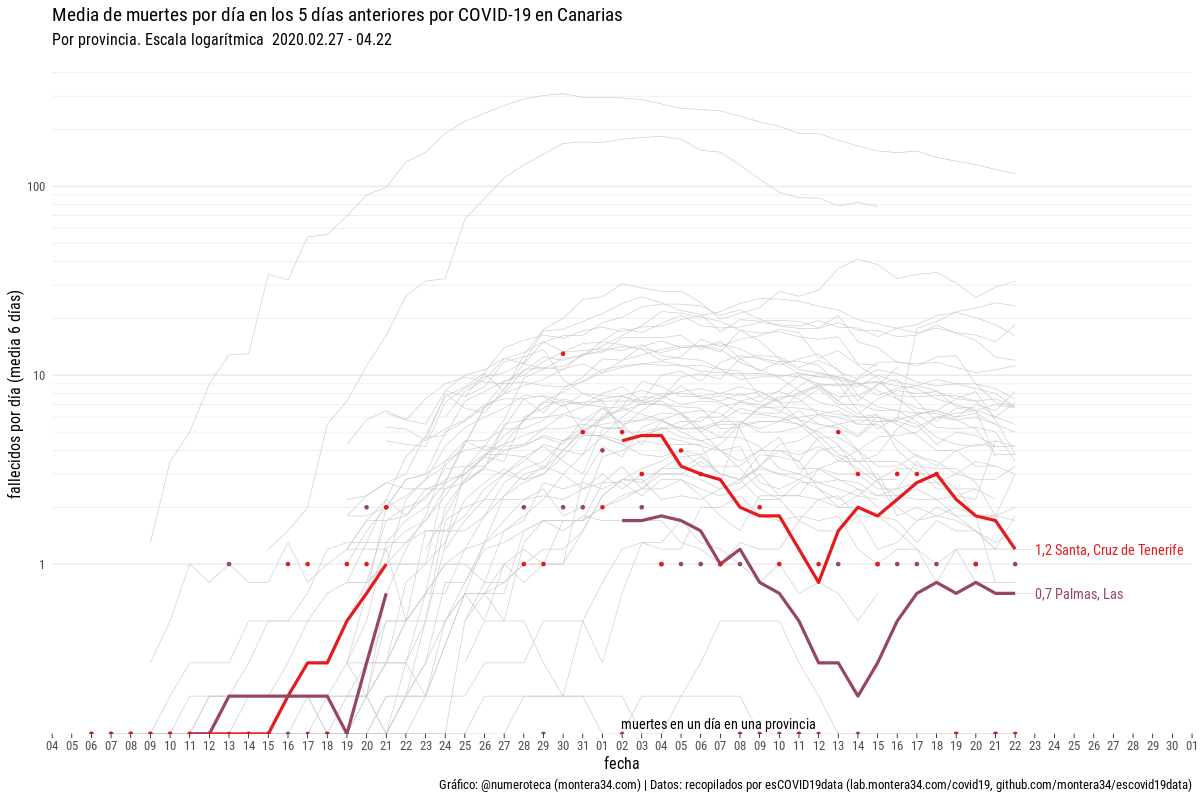 Media de muertes por día en los 5 días anteriores por COVID-19 en Canarias
Por provincia. Escala logarítmica 2020.02.27 - 04.22
fallecidos por día (media 6 días)
100
10
1
1,2 Santa, Cruz de Tenerife
0,7 Palmas, Las
muertes en un día en una provincia
04 05 06 07 08 09 10 11 12 13 14 15 16 17 18 19 20 21 22 23 24 25 26 27 28 29 30 31 01 02 03 04 05 06 07 08 09 10 11 12 13 14 15 16 17 18 19 20 21 22 23 24 25 26 27 28 29 30 01
fecha
Gráfico: @numeroteca (montera34.com) | Datos: recopilados por esCOVID19data (lab.montera34.com/covid19, github.com/montera34/escovid19data)